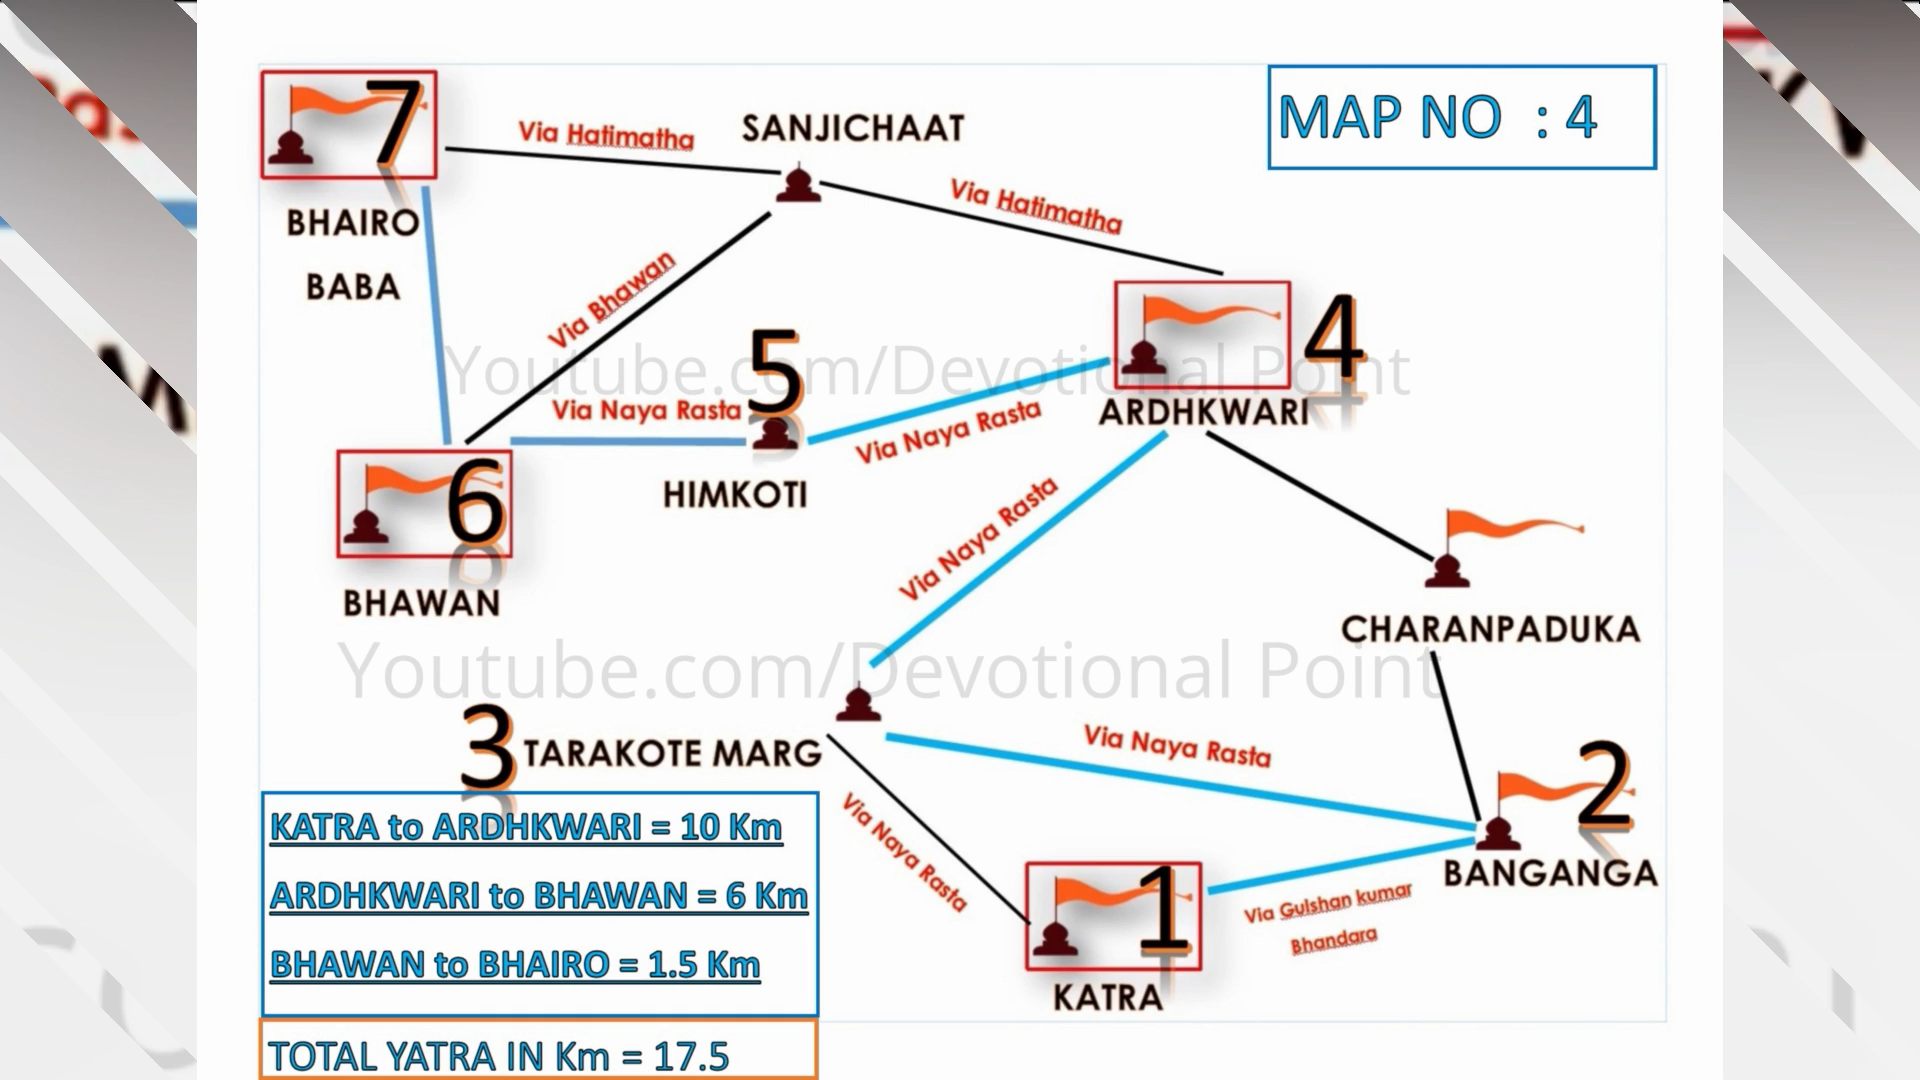 MAP NO : 4
7
Via Hatimatha
SANJICHAAT
Via Hatimatha
BHAIRO
BABA
Via Bhawan
5
4
Youtube.com/Devotional Point
Via Naya Rasta
Via Naya Rasta
ARDHKWARI
HIMKOTI
6
BHAWAN
Via Naya Rasta
CHARANPADUKA
Youtube.com/Devotional Point
3
TARAKOTE MARG
Via Naya Rasta
2
BANGANGA
Via Naya Rasta
1
Via Gulshan kumar
Bhandara
KATRA
KATRA to ARDHKWARI = 10 Km
ARDHKWARI to BHAWAN = 6 Km
BHAWAN to BHAIRO = 1.5 Km
TOTAL YATRA IN Km = 17.5